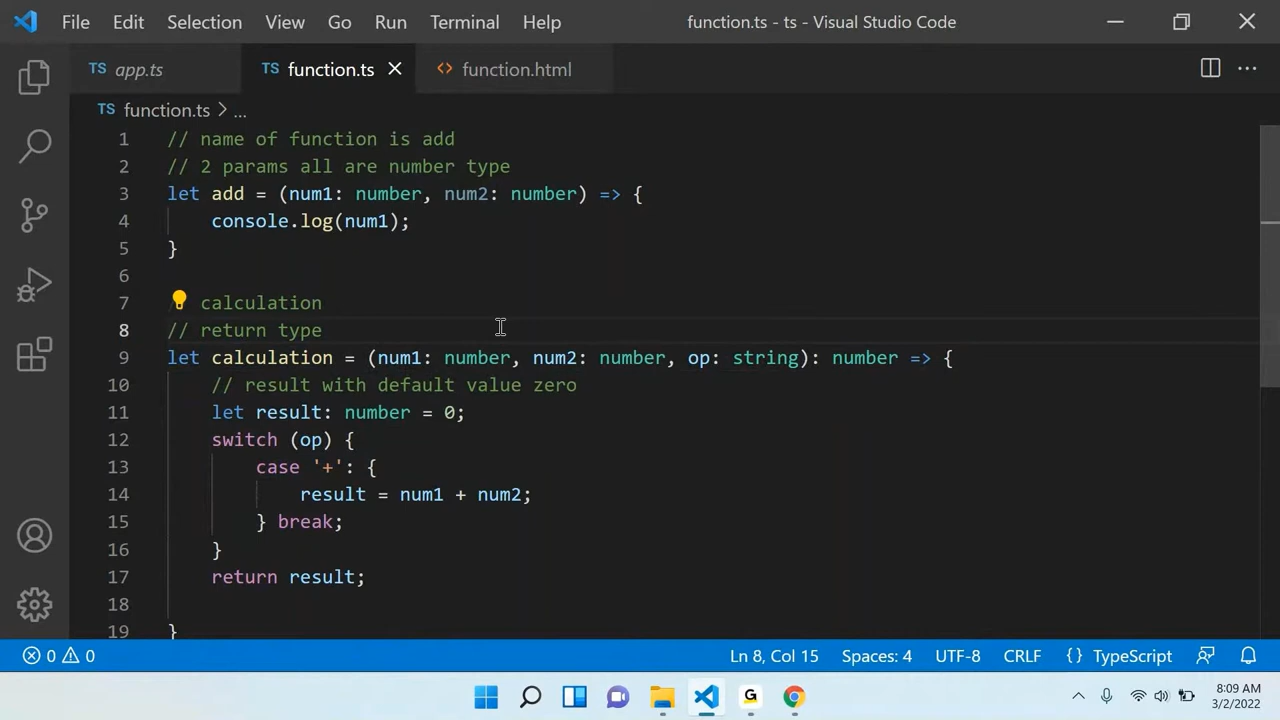 File Edit Selection View Go Run Terminal Help function.ts - ts - Visual Studio Code
TS app.ts TS function.ts function.html
TS function.ts > ...
1 // name of function is add
2 // 2 params all are number type
3 let add = (num1: number, num2: number) => {
4 console.log(num1);
5 }
6
7 calculation
8 // return type
9 let calculation = (num1: number, num2: number, op: string): number => {
10 // result with default value zero
11 let result: number = 0;
12 switch (op) {
13 case '+': {
14 result = num1 + num2;
15 } break;
16 }
17 return result;
18
19 }
0 0 Ln 8, Col 15 Spaces: 4 UTF-8 CRLF {} TypeScript
G 8:09 AM
3/2/2022